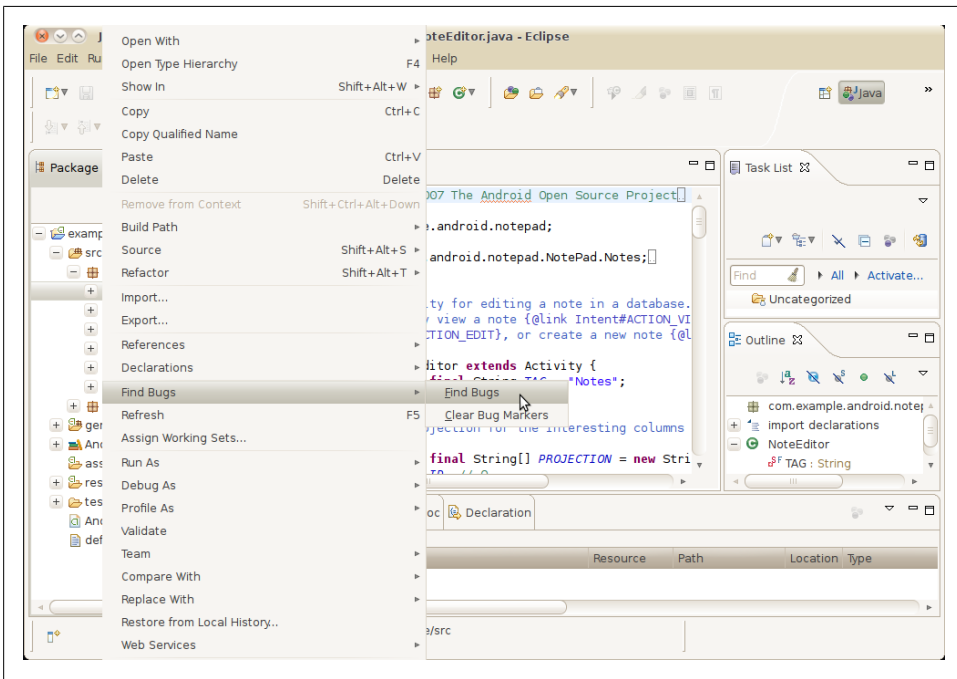 J
oteEditor.java - Eclipse
File Edit Ru
Help
Java
»
Open With
Open Type Hierarchy F4
Show In Shift+Alt+W
Copy Ctrl+C
Copy Qualified Name
Paste Ctrl+V
Delete Delete
Remove from Context Shift+Ctrl+Alt+Down
Build Path
Source Shift+Alt+S
Refactor Shift+Alt+T
Import...
Export...
References
Declarations
Find Bugs
Refresh F5
Assign Working Sets...
Run As
Debug As
Profile As
Validate
Team
Compare With
Replace With
Restore from Local History...
Web Services
Find Bugs
Clear Bug Markers
Package
examp
src
ger
And
ass
res
tes
And
def
007 The Android Open Source Project
e.android.notepad;
android.notepad.NotePad.Notes;
ity for editing a note in a database.
y view a note {@link Intent#ACTION_VI
CTION_EDIT}, or create a new note {@l
ditor extends Activity {
final String TAG = "Notes";
ojection for the interesting columns
final String[] PROJECTION = new Stri
Task List
Find All Activate...
Uncategorized
Outline
com.example.android.notep
import declarations
NoteEditor
TAG : String
oc Declaration
Resource Path Location Type
e/src